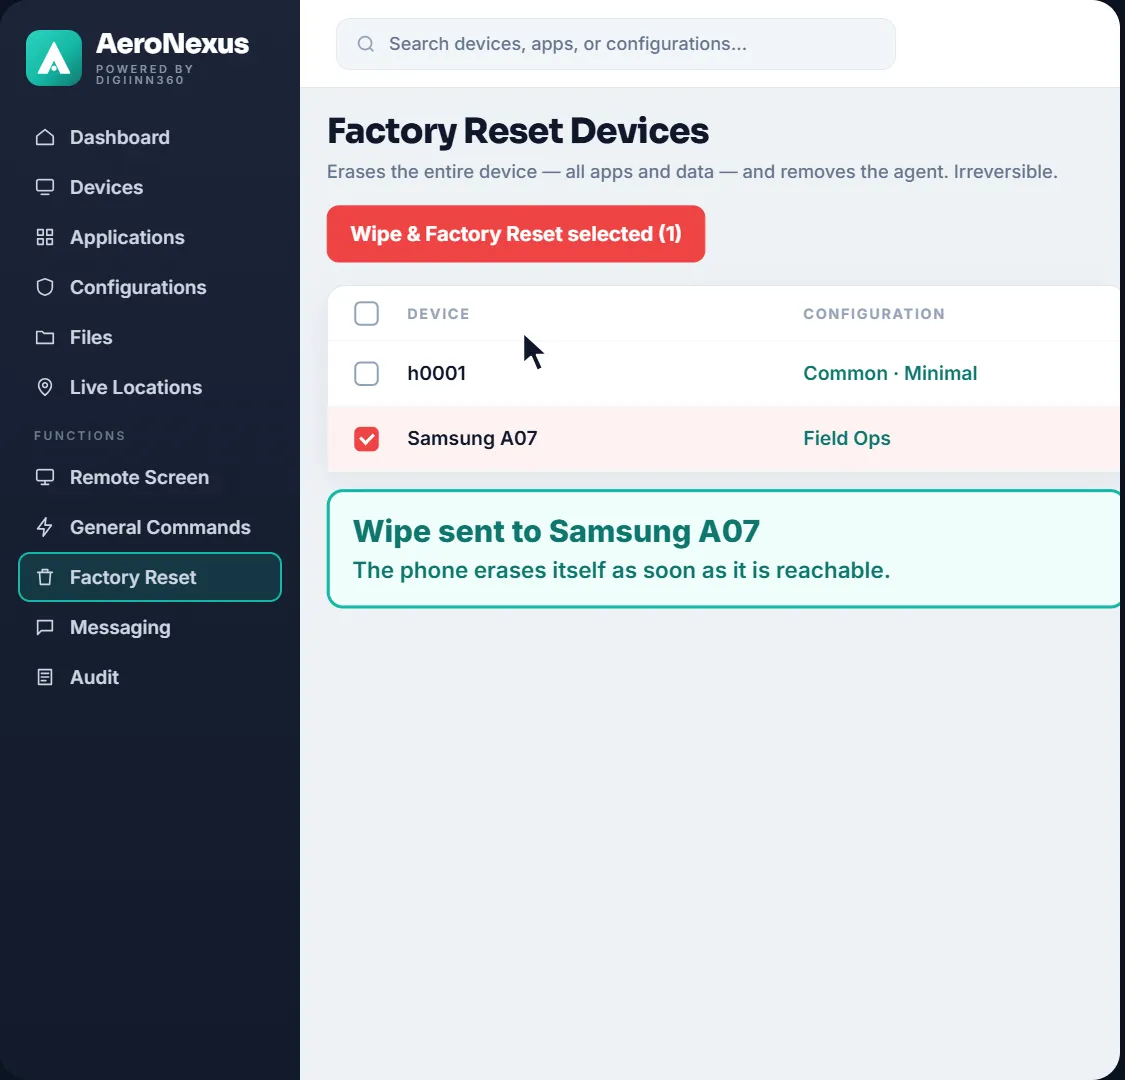 AeroNexus
POWERED BY
DIGIINN360
Dashboard
Devices
Applications
Configurations
Files
Live Locations
FUNCTIONS
Remote Screen
General Commands
Factory Reset
Messaging
Audit
Search devices, apps, or configurations...
Factory Reset Devices
Erases the entire device — all apps and data — and removes the agent. Irreversible.
Wipe & Factory Reset selected (1)
DEVICE CONFIGURATION
h0001 Common · Minimal
Samsung A07 Field Ops
Wipe sent to Samsung A07
The phone erases itself as soon as it is reachable.